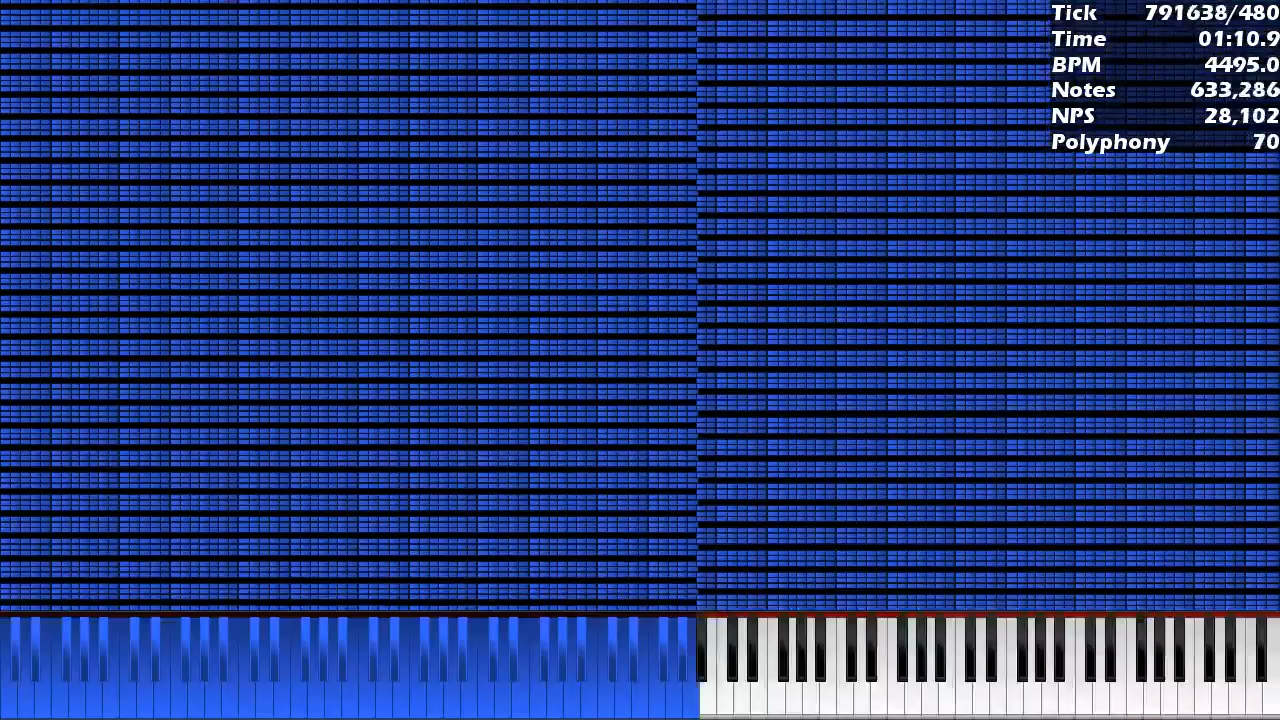 Tick 791638/480
Time 01:10.9
BPM 4495.0
Notes 633,286
NPS 28,102
Polyphony 70